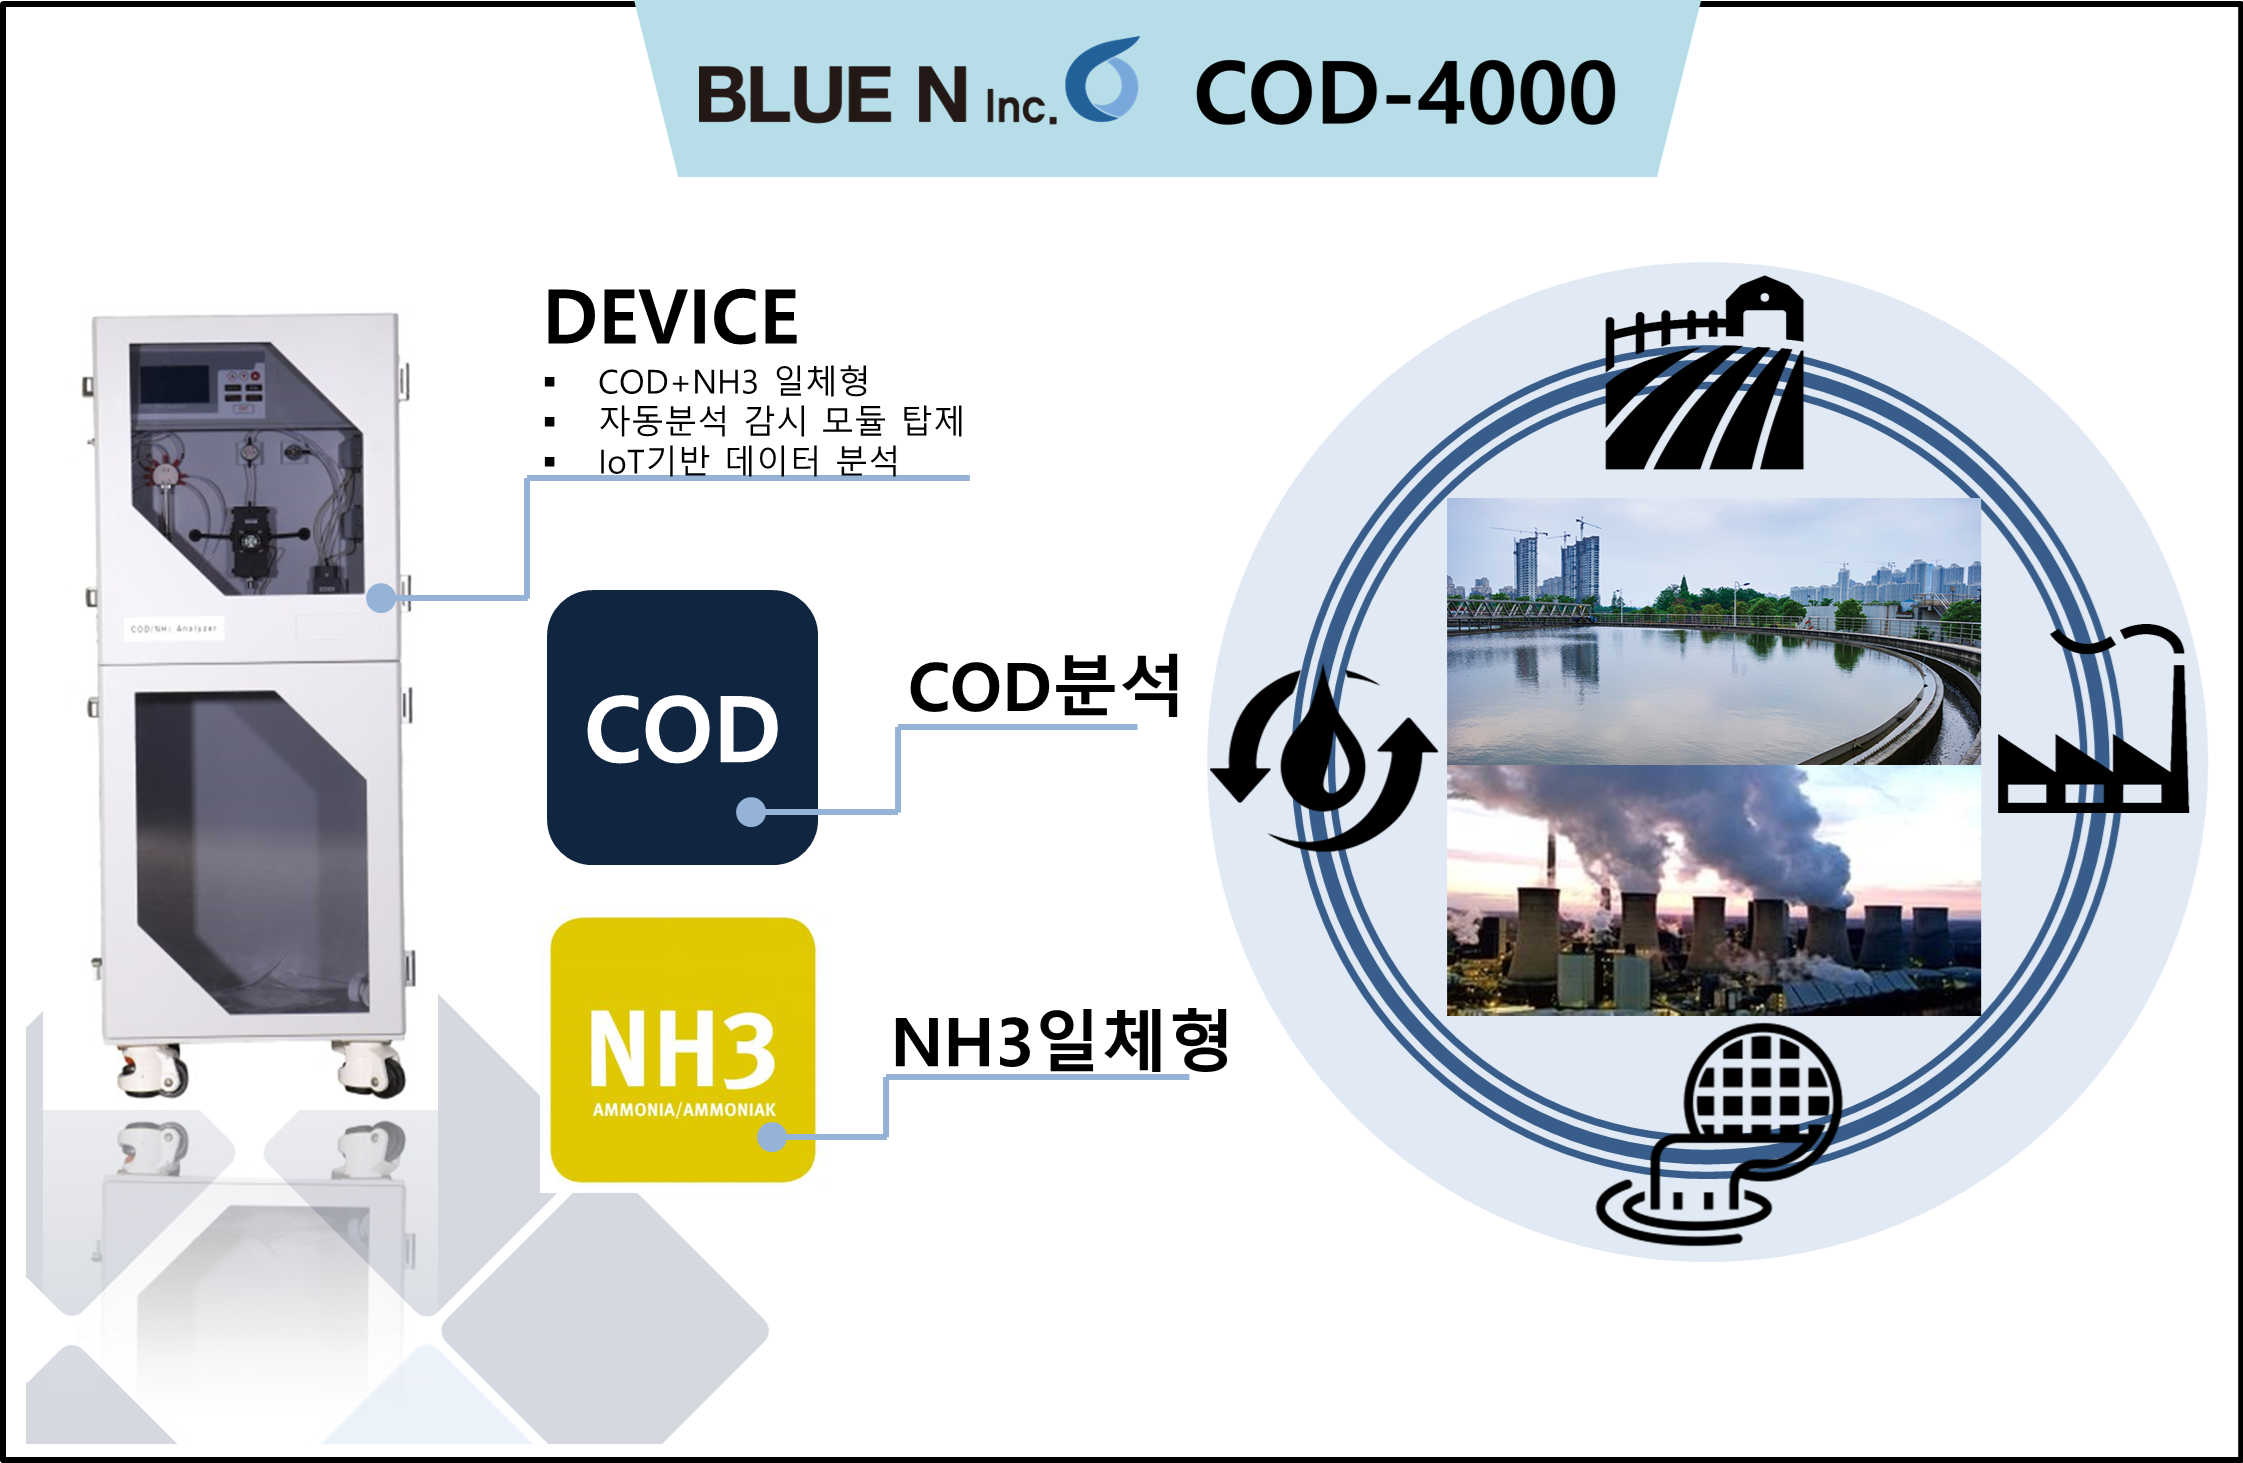 BLUE N Inc. COD-4000
DEVICE
▪ COD+NH3 일체형
▪ 자동분석 감시 모듈 탑제
▪ IoT기반 데이터 분석
COD/NH3 Analyzer
COD
COD분석
NH3
AMMONIA/AMMONIAK
NH3일체형